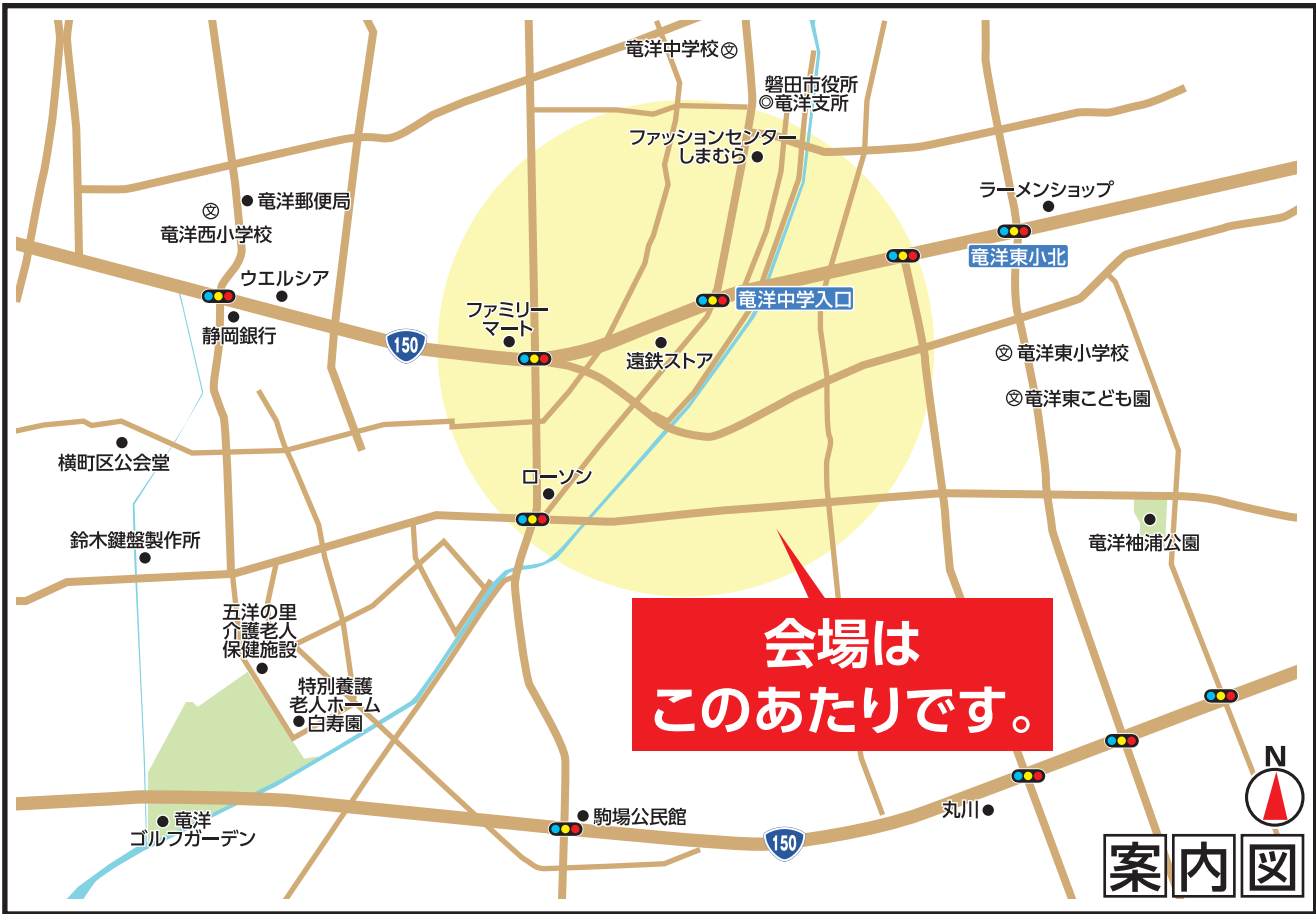 竜洋中学校
磐田市役所
竜洋支所
ファッションセンター
しまむら
ラーメンショップ
竜洋郵便局
竜洋西小学校
竜洋東小北
ウエルシア
竜洋中学入口
ファミリー
マート
静岡銀行
150
遠鉄ストア
竜洋東小学校
竜洋東こども園
横町区公会堂
ローソン
鈴木鍵盤製作所
竜洋袖浦公園
五洋の里
介護老人
保健施設
会場は
このあたりです。
特別養護
老人ホーム
白寿園
N
竜洋
ゴルフガーデン
駒場公民館
丸川
150
案内図